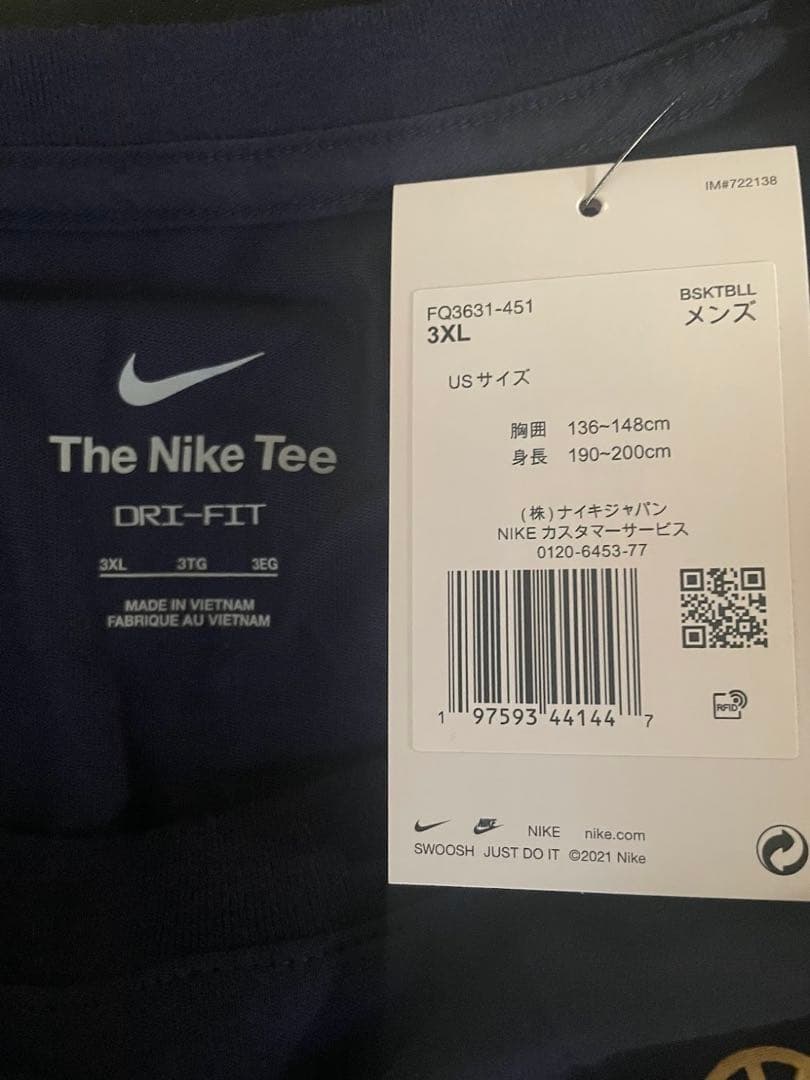 The Nike Tee
DRI-FIT
3XL 3TG 3EG
MADE IN VIETNAM
FABRIQUE AU VIETNAM
IM#722138
FQ3631-451
3XL
BSKTBLL
メンズ
US サイズ
胸囲 136~148cm
身長 190~200cm
(株)ナイキジャパン
NIKE カスタマーサービス
0120-6453-77
1 97593 44144 7
RFID
NIKE
NIKE nike.com
SWOOSH JUST DO IT ©2021 Nike